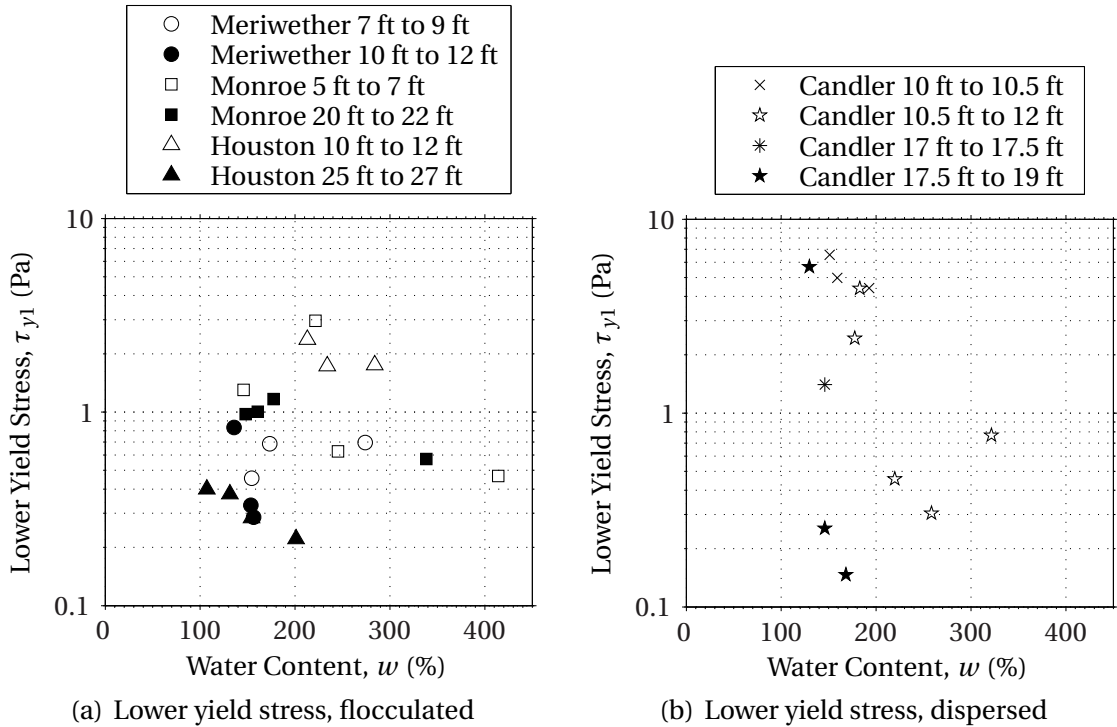 Meriwether 7 ft to 9 ft
Meriwether 10 ft to 12 ft
Monroe 5 ft to 7 ft
Monroe 20 ft to 22 ft
Houston 10 ft to 12 ft
Houston 25 ft to 27 ft
10
1
0.1
Lower Yield Stress, τy1 (Pa)
0 100 200 300 400
Water Content, w (%)
(a) Lower yield stress, flocculated
Candler 10 ft to 10.5 ft
Candler 10.5 ft to 12 ft
Candler 17 ft to 17.5 ft
Candler 17.5 ft to 19 ft
10
1
0.1
Lower Yield Stress, τy1 (Pa)
0 100 200 300 400
Water Content, w (%)
(b) Lower yield stress, dispersed